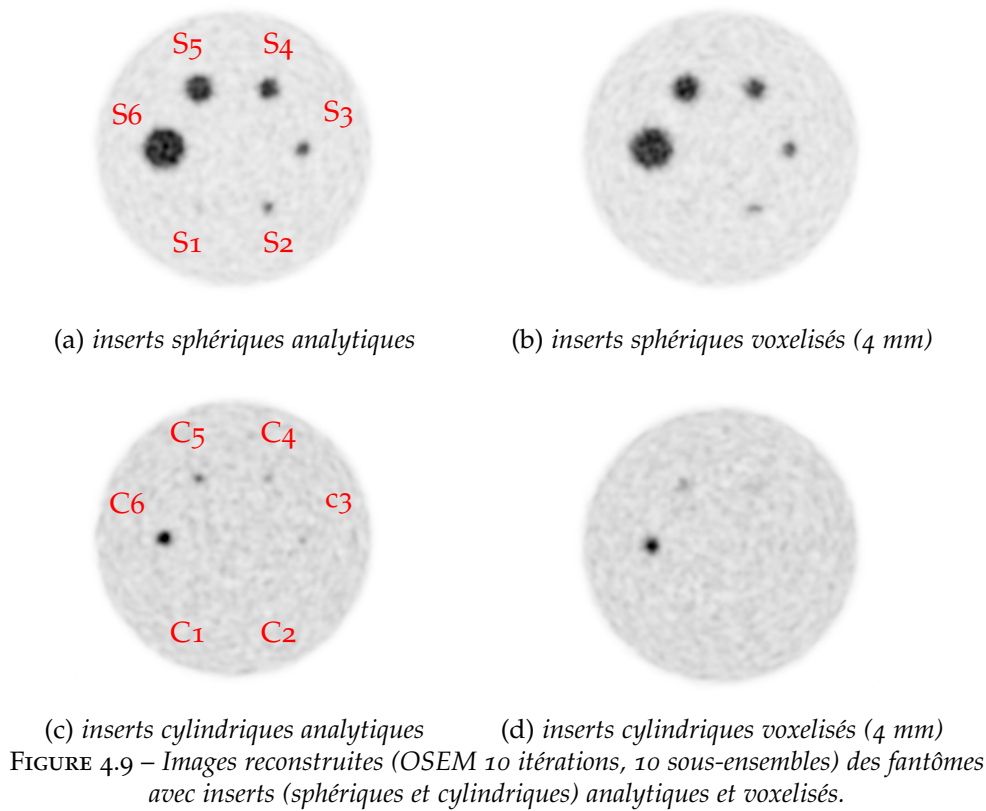 S5 S4
S6 S3
S1 S2
(a) inserts sphériques analytiques (b) inserts sphériques voxelisés (4 mm)
C5 C4
C6 c3
C1 C2
(c) inserts cylindriques analytiques (d) inserts cylindriques voxelisés (4 mm)
FIGURE 4.9 – Images reconstruites (OSEM 10 itérations, 10 sous-ensembles) des fantômes
avec inserts (sphériques et cylindriques) analytiques et voxelisés.